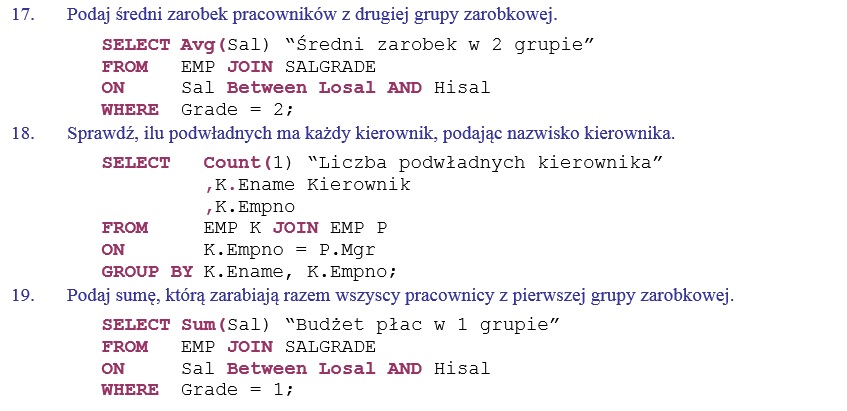 17. Podaj średni zarobek pracowników z drugiej grupy zarobkowej.
SELECT Avg(Sal) “Średni zarobek w 2 grupie”
FROM EMP JOIN SALGRADE
ON Sal Between Losal AND Hisal
WHERE Grade = 2;
18. Sprawdź, ilu podwładnych ma każdy kierownik, podając nazwisko kierownika.
SELECT Count(1) “Liczba podwładnych kierownika”
,K.Ename Kierownik
,K.Empno
FROM EMP K JOIN EMP P
ON K.Empno = P.Mgr
GROUP BY K.Ename, K.Empno;
19. Podaj sumę, którą zarabiają razem wszyscy pracownicy z pierwszej grupy zarobkowej.
SELECT Sum(Sal) “Budżet płac w 1 grupie”
FROM EMP JOIN SALGRADE
ON Sal Between Losal AND Hisal
WHERE Grade = 1;